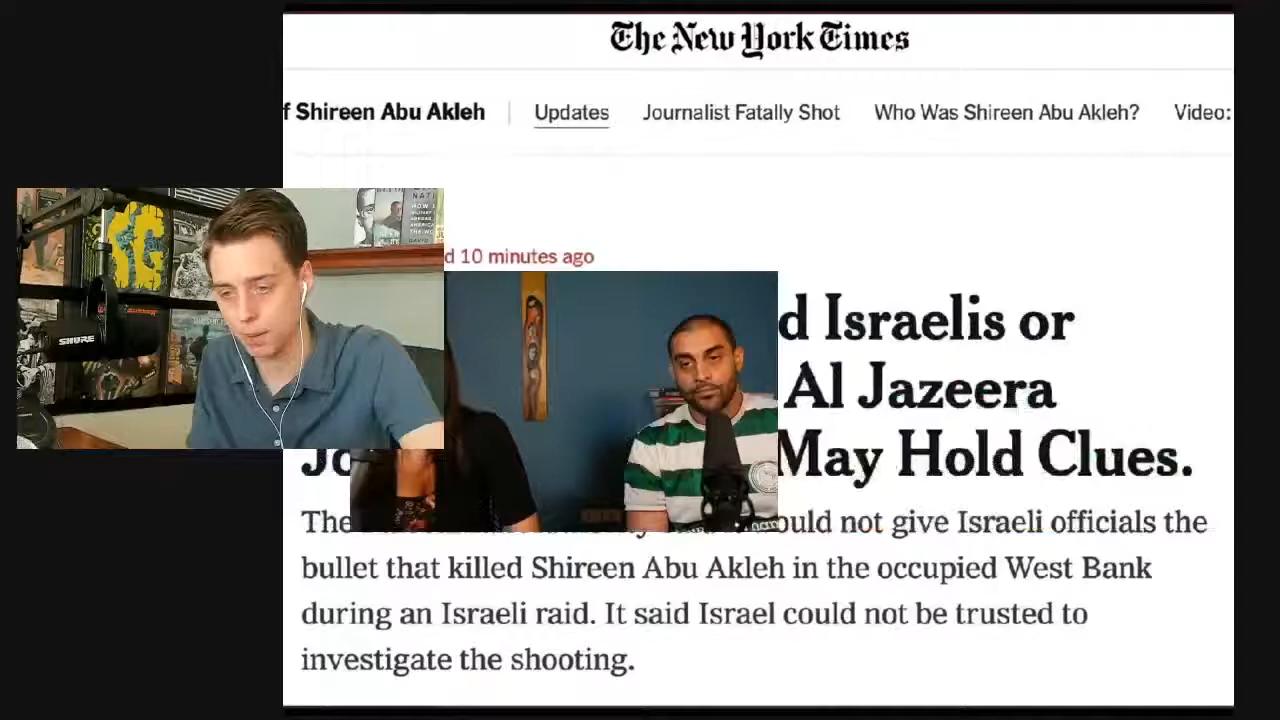 The New York Times
f Shireen Abu Akleh | Updates Journalist Fatally Shot Who Was Shireen Abu Akleh? Video:
d 10 minutes ago
d Israelis or
Al Jazeera
Jo May Hold Clues.
The ould not give Israeli officials the
bullet that killed Shireen Abu Akleh in the occupied West Bank
during an Israeli raid. It said Israel could not be trusted to
investigate the shooting.
SHURE